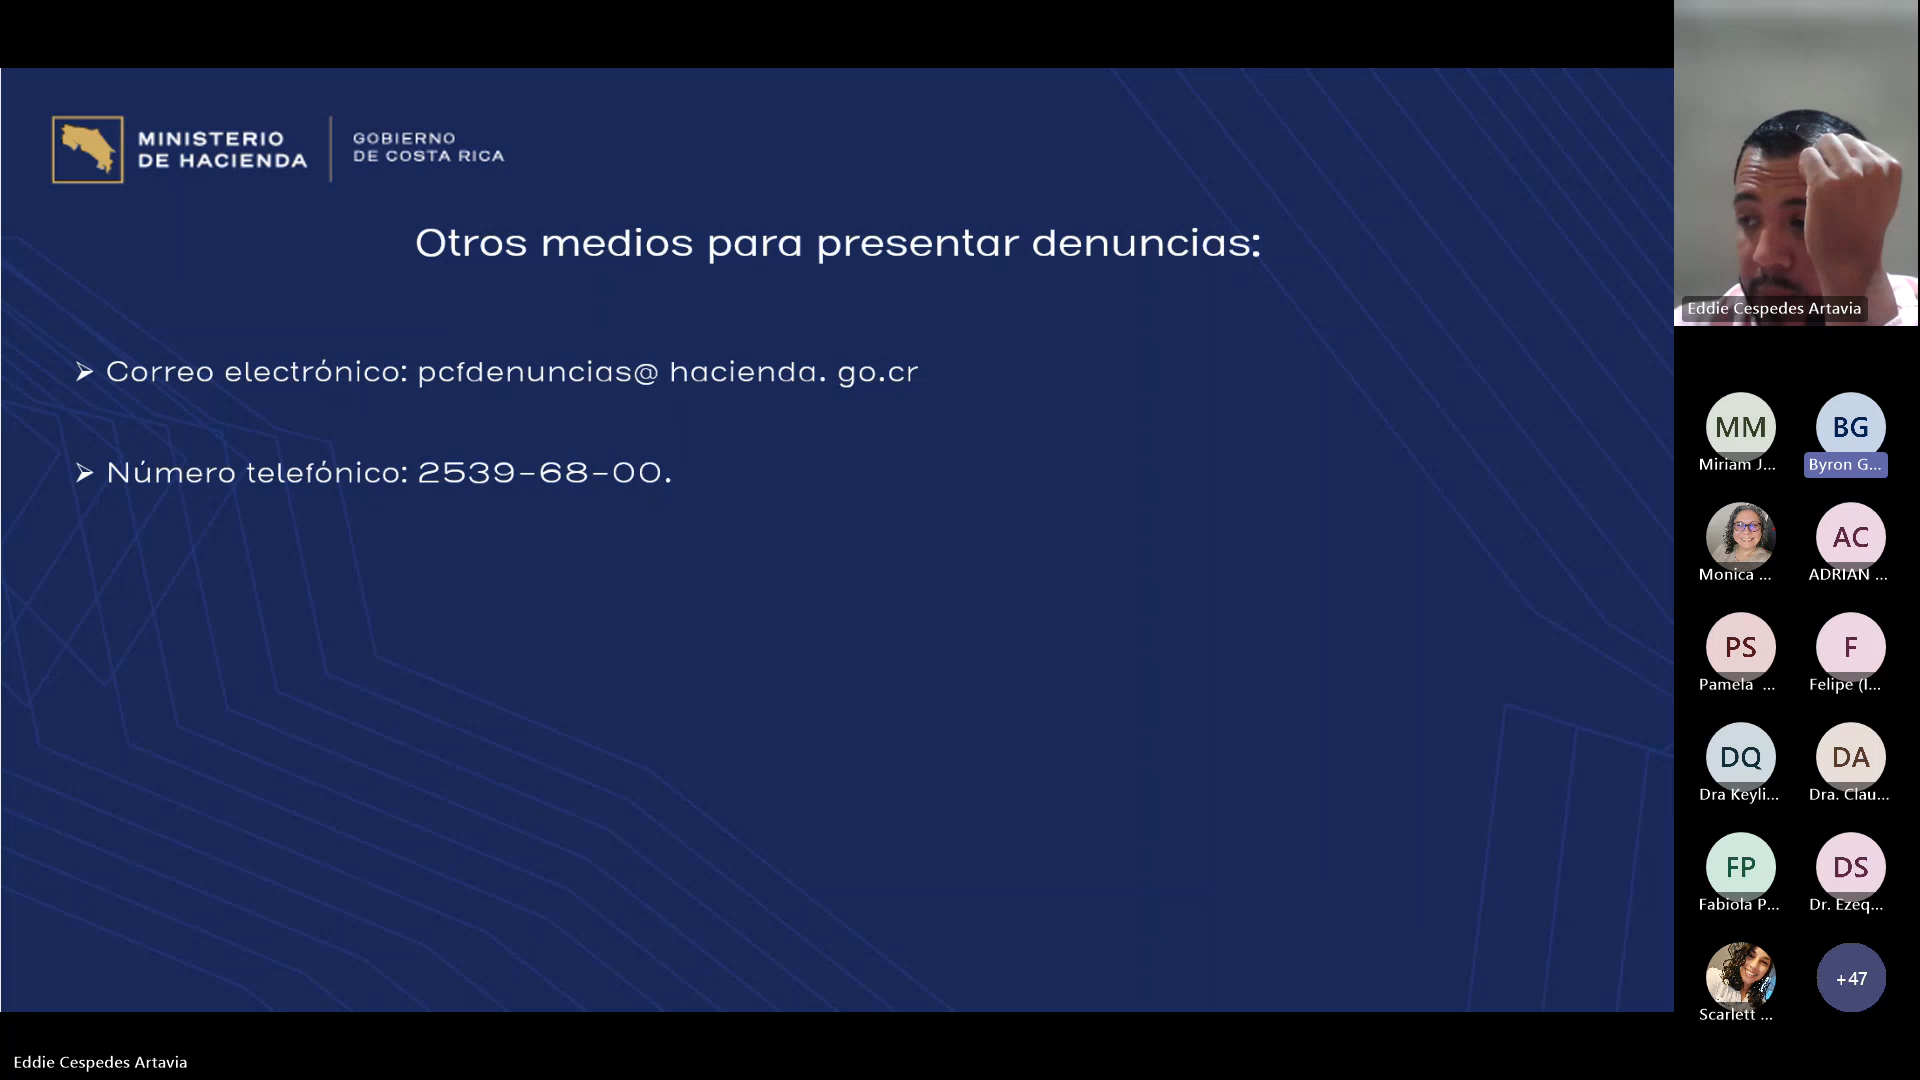 MINISTERIO
DE HACIENDA
GOBIERNO
DE COSTA RICA
Otros medios para presentar denuncias:
➢ Correo electrónico: pcfdenuncias@ hacienda. go.cr
➢ Número telefónico: 2539-68-00.
Eddie Cespedes Artavia
MM
Miriam J...
BG
Byron G...
Monica ...
AC
ADRIAN ...
PS
Pamela ...
F
Felipe (I...
DQ
Dra Keyli...
DA
Dra. Clau...
FP
Fabiola P...
DS
Dr. Ezeq...
Scarlett ...
+47
Eddie Cespedes Artavia